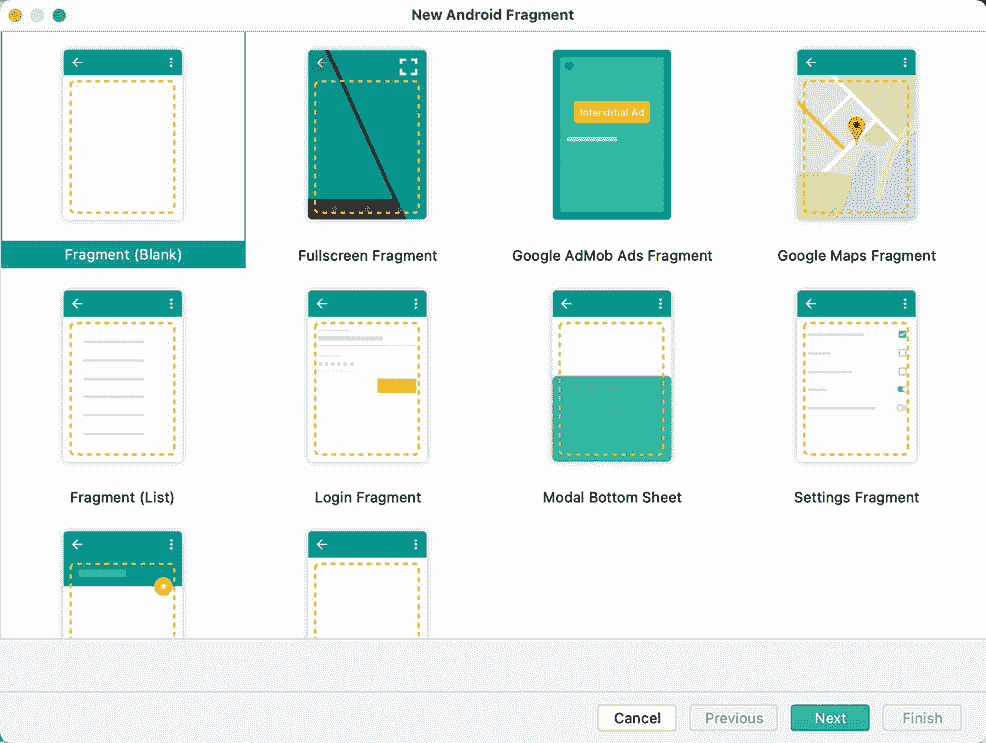 New Android Fragment
Interstitial Ad
Fragment (Blank)
Fullscreen Fragment
Google AdMob Ads Fragment
Google Maps Fragment
Fragment (List)
Login Fragment
Modal Bottom Sheet
Settings Fragment
Cancel
Previous
Next
Finish